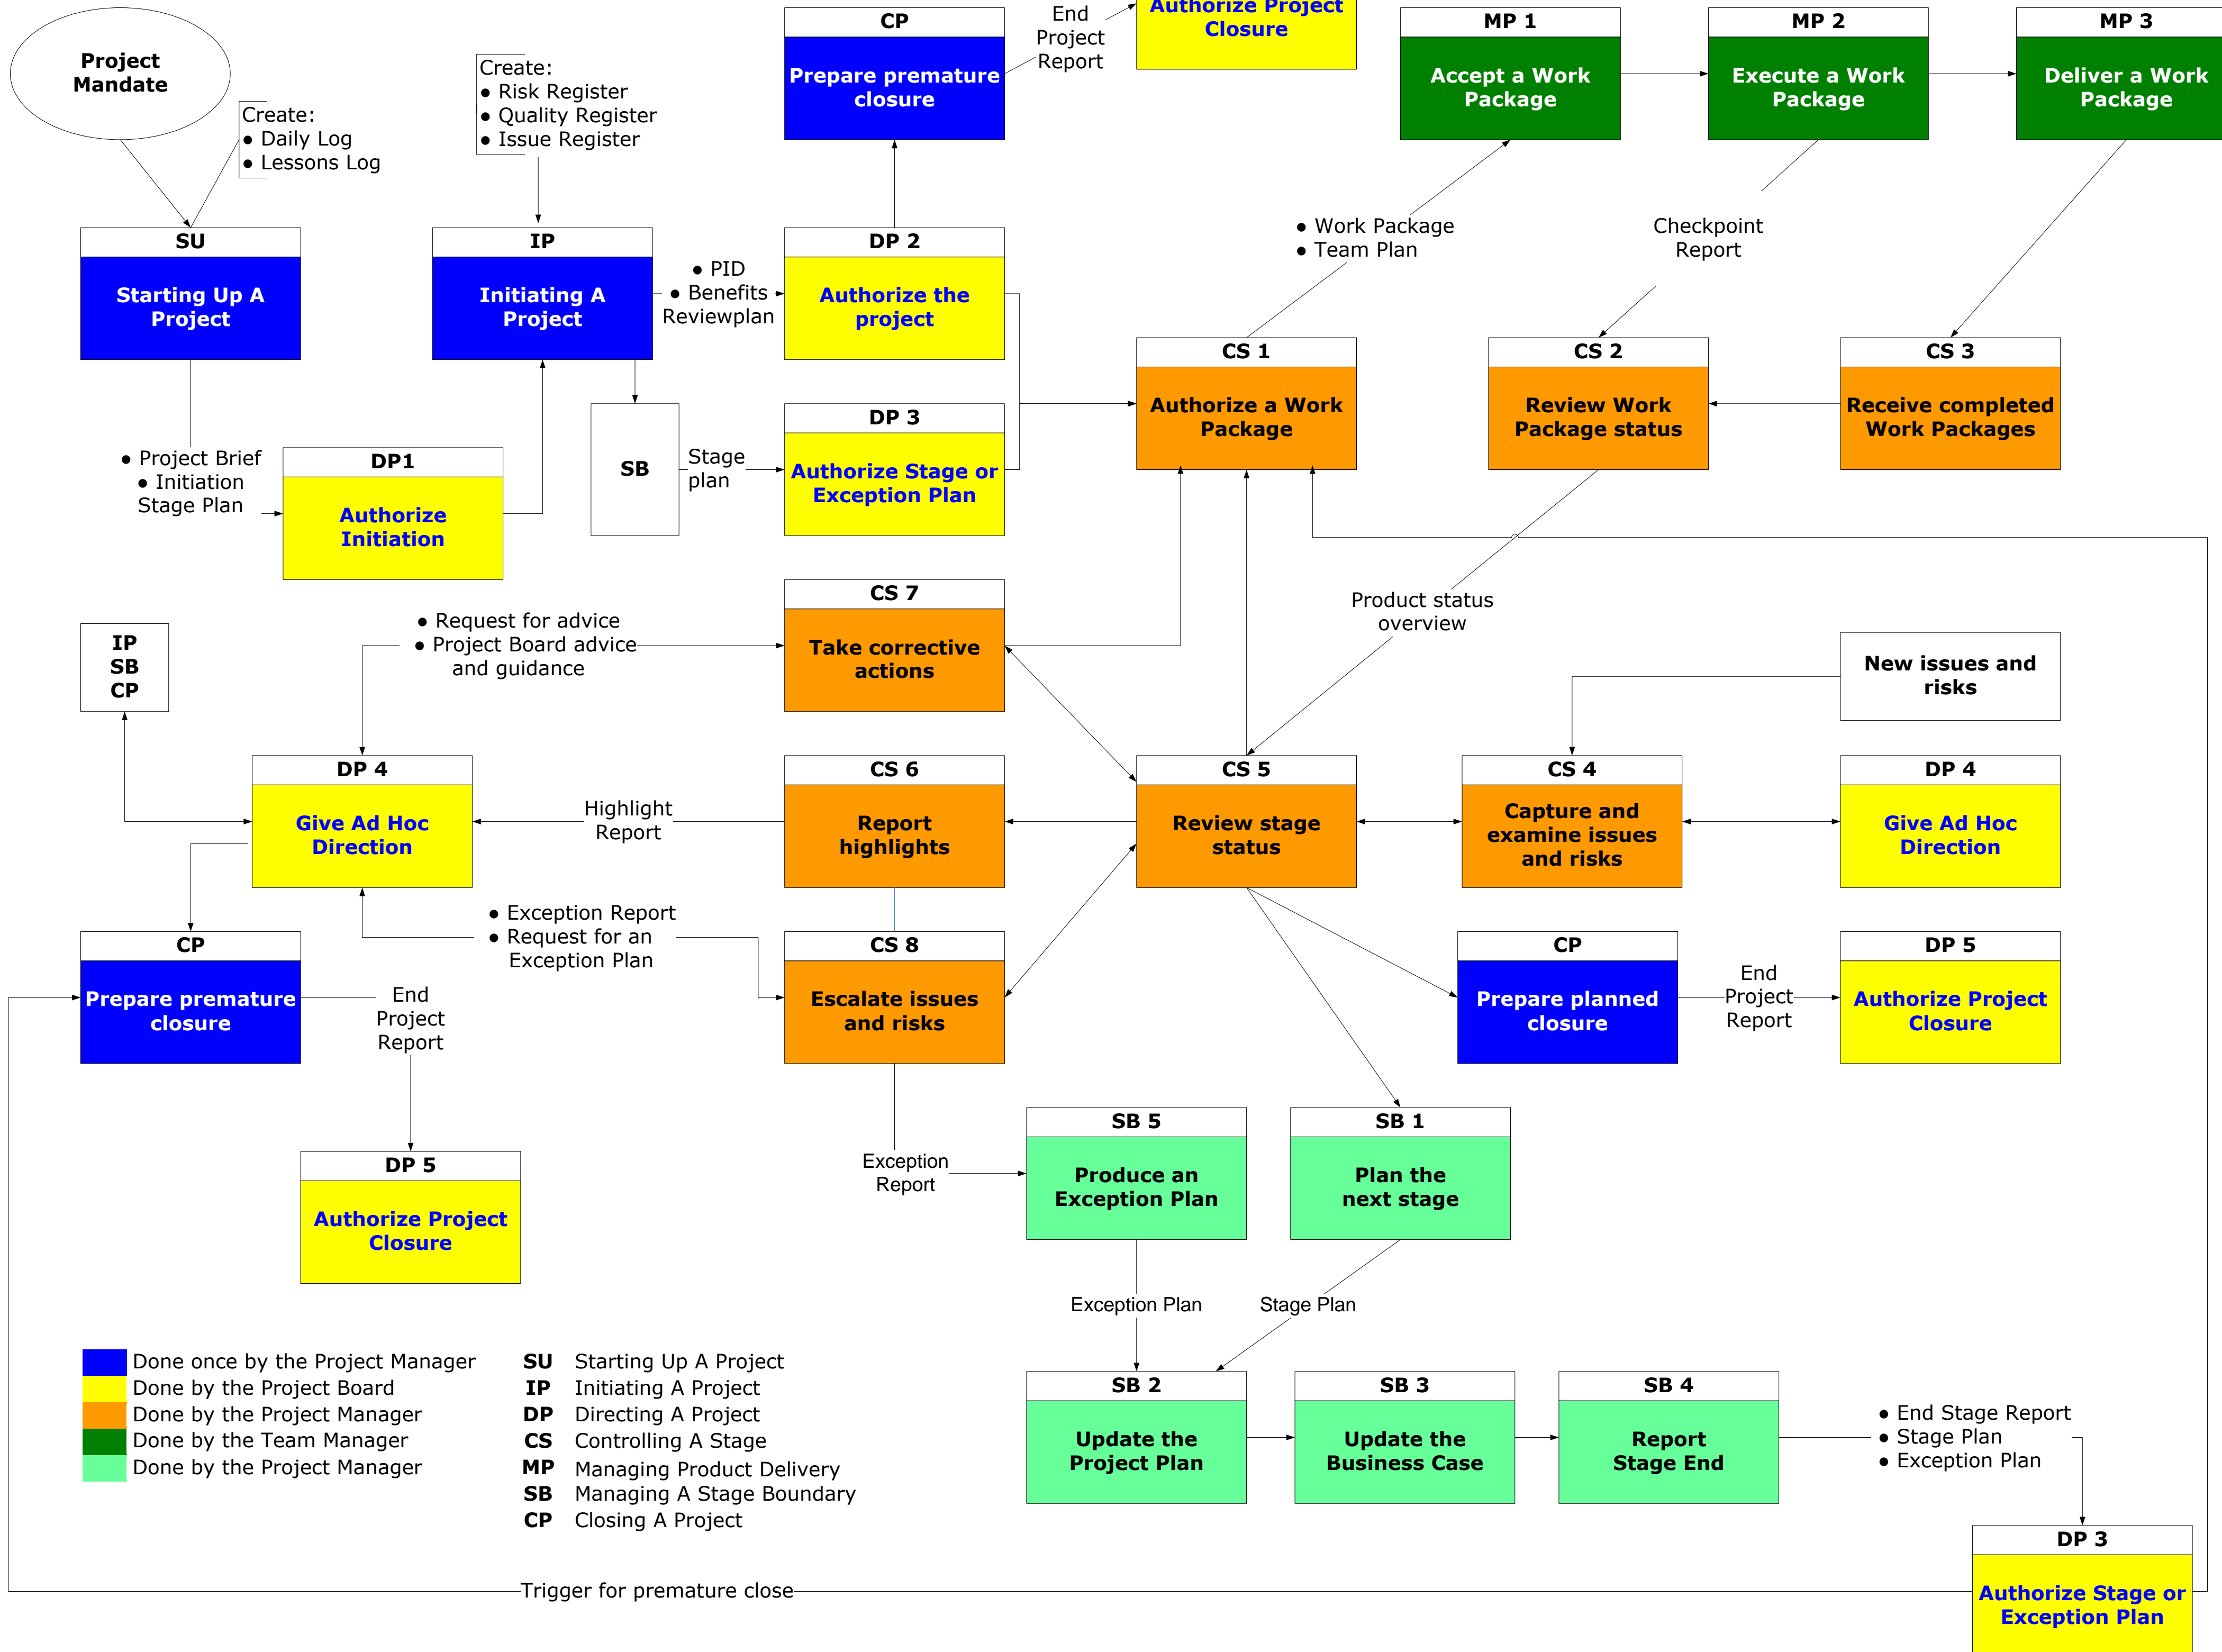 Project
Mandate
Create:
● Daily Log
● Lessons Log
Create:
● Risk Register
● Quality Register
● Issue Register
CP
Prepare premature
closure
End
Project
Report
Authorize Project
Closure
MP 1
Accept a Work
Package
MP 2
Execute a Work
Package
MP 3
Deliver a Work
Package
SU
Starting Up A
Project
IP
Initiating A
Project
● PID
● Benefits
Reviewplan
DP 2
Authorize the
project
● Work Package
● Team Plan
Checkpoint
Report
CS 1
Authorize a Work
Package
CS 2
Review Work
Package status
CS 3
Receive completed
Work Packages
● Project Brief
● Initiation
Stage Plan
DP1
Authorize
Initiation
SB
Stage
plan
DP 3
Authorize Stage or
Exception Plan
IP
SB
CP
● Request for advice
● Project Board advice
and guidance
CS 7
Take corrective
actions
Product status
overview
New issues and
risks
DP 4
Give Ad Hoc
Direction
Highlight
Report
CS 6
Report
highlights
CS 5
Review stage
status
CS 4
Capture and
examine issues
and risks
DP 4
Give Ad Hoc
Direction
CP
Prepare premature
closure
End
Project
Report
● Exception Report
● Request for an
Exception Plan
CS 8
Escalate issues
and risks
CP
Prepare planned
closure
End
Project
Report
DP 5
Authorize Project
Closure
DP 5
Authorize Project
Closure
Exception
Report
SB 5
Produce an
Exception Plan
SB 1
Plan the
next stage
Exception Plan
Stage Plan
Done once by the Project Manager
Done by the Project Board
Done by the Project Manager
Done by the Team Manager
Done by the Project Manager
SU Starting Up A Project
IP Initiating A Project
DP Directing A Project
CS Controlling A Stage
MP Managing Product Delivery
SB Managing A Stage Boundary
CP Closing A Project
SB 2
Update the
Project Plan
SB 3
Update the
Business Case
SB 4
Report
Stage End
● End Stage Report
● Stage Plan
● Exception Plan
DP 3
Authorize Stage or
Exception Plan
Trigger for premature close